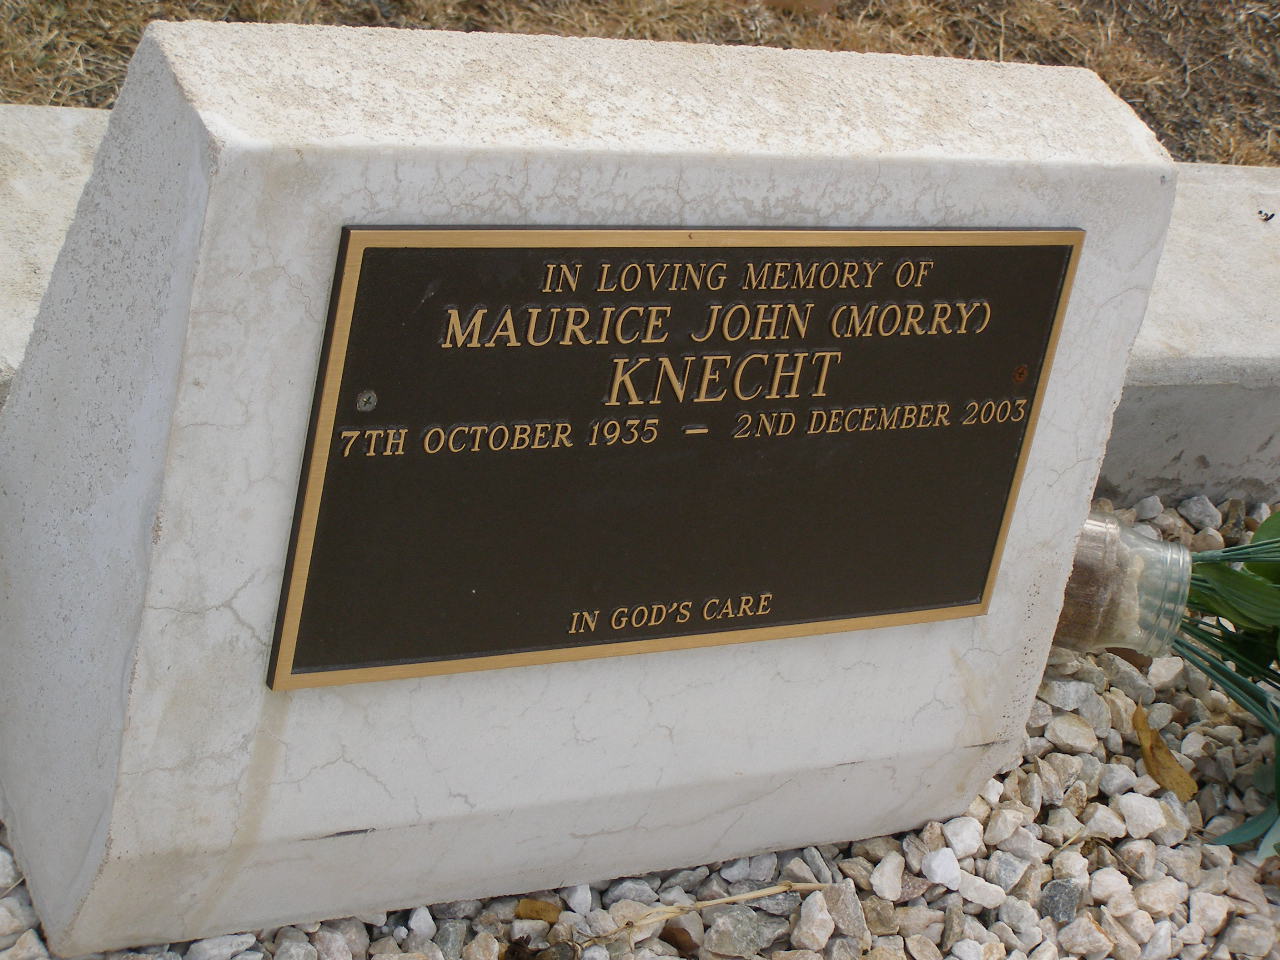 IN LOVING MEMORY OF
MAURICE JOHN (MORRY)
KNECHT
7TH OCTOBER 1935 – 2ND DECEMBER 2003
IN GOD'S CARE